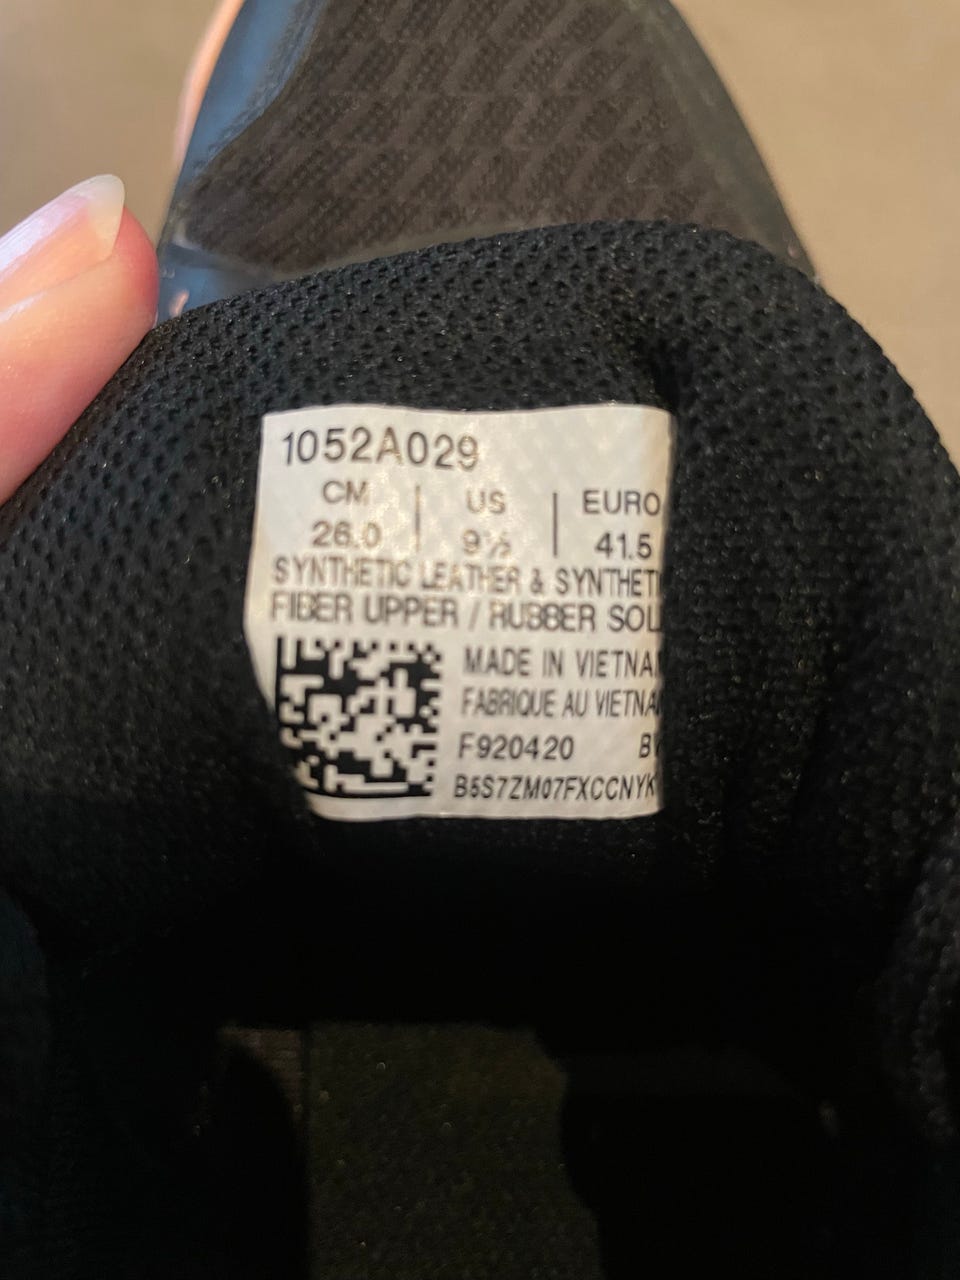 1052A029
CM | US | EURO
26.0 | 9½ | 41.5
SYNTHETIC LEATHER & SYNTHETI
FIBER UPPER / RUBBER SOL
MADE IN VIETNA
FABRIQUE AU VIETNA
F920420 B
B5S7ZM07FXCCNYK